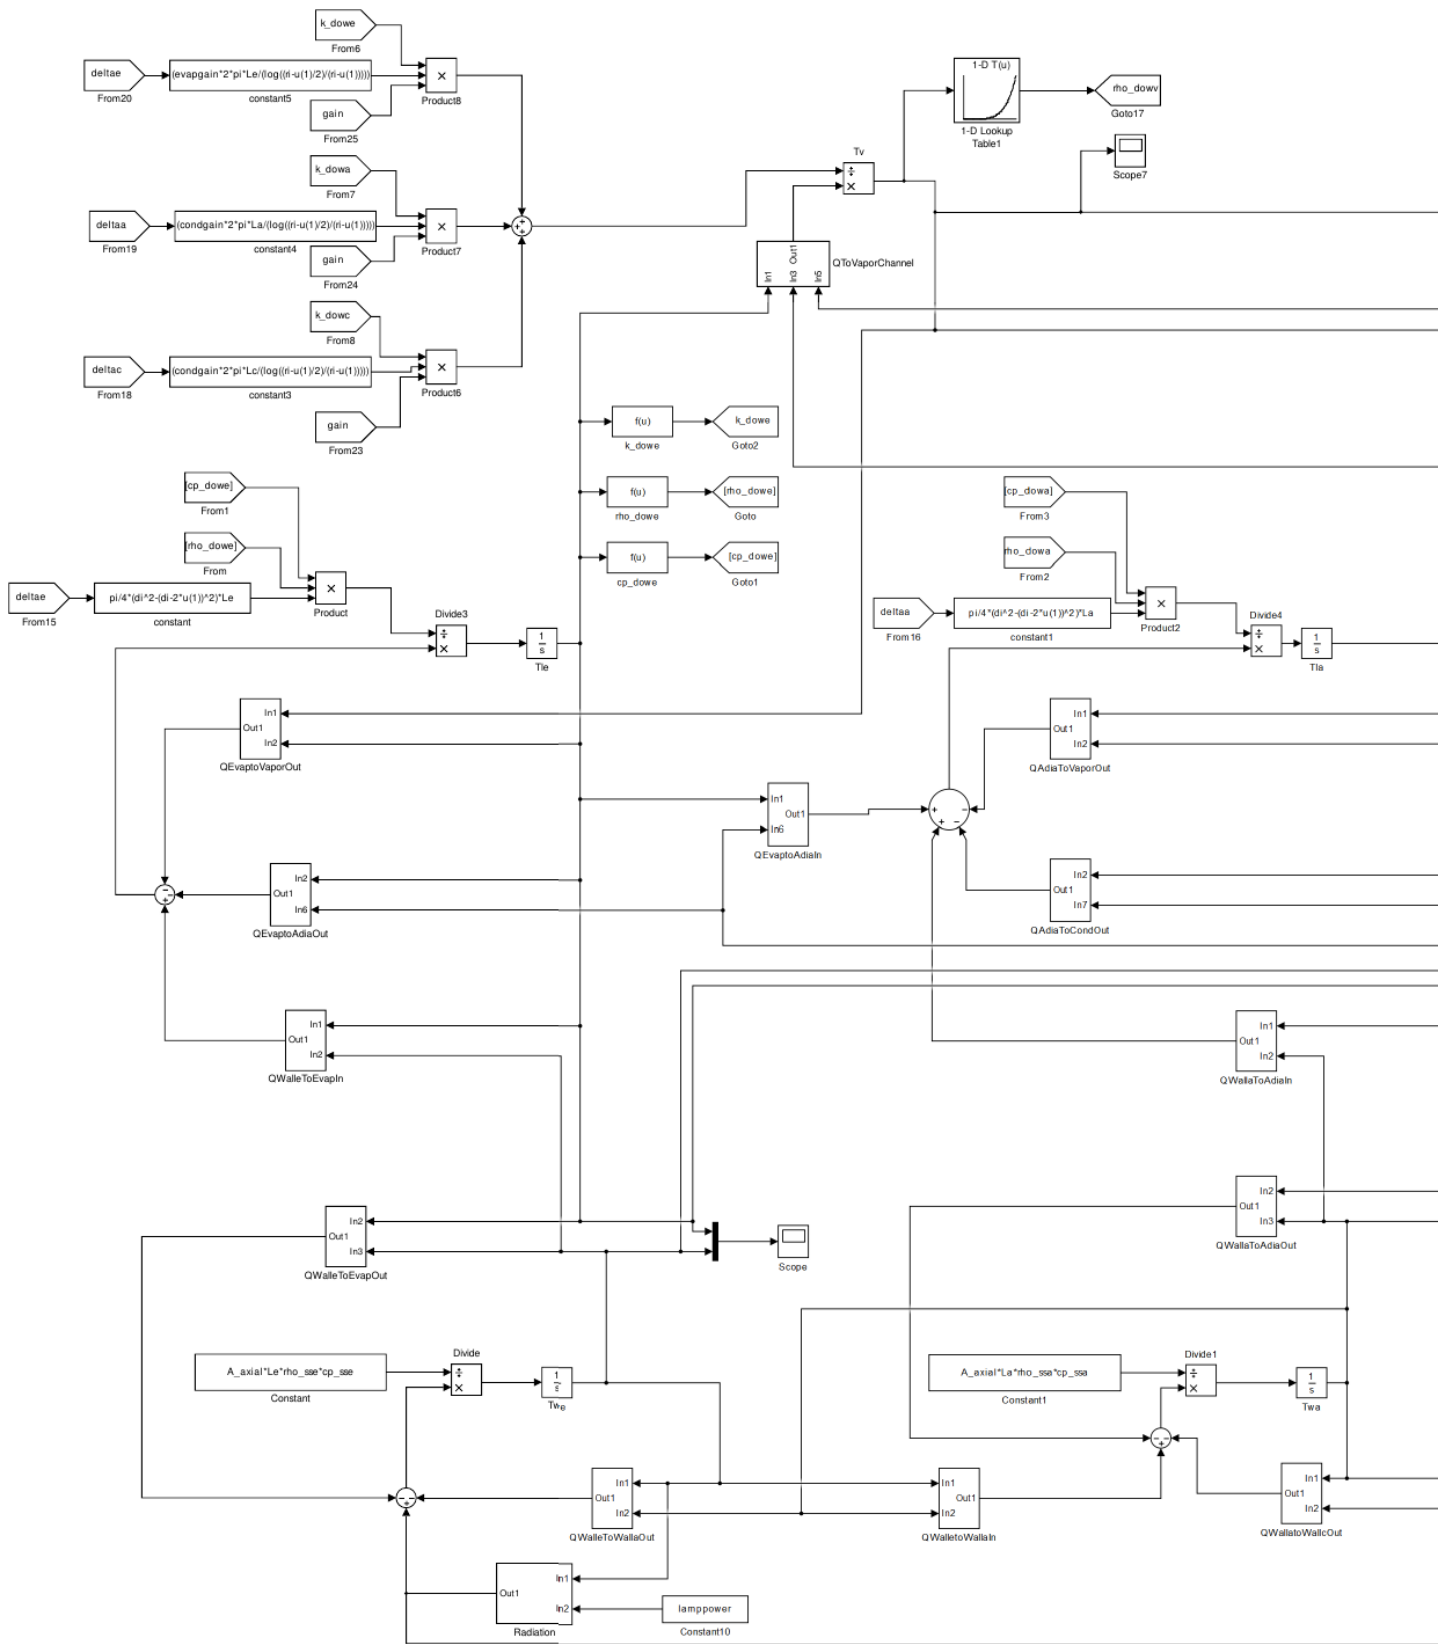 k_dowe
From6
deltae
From20
(evapgain*2*pi*Le/(log((ri-u(1)/2)/(ri-u(1)))))
constant5
×
Product8
gain
From25
1-D T(u)
1-D Lookup
Table1
rho_dowv
Goto17
Scope7
k_dowa
From7
deltaa
From19
(condgain*2*pi*La/(log((ri-u(1)/2)/(ri-u(1)))))
constant4
×
Product7
gain
From24
+
+
+
Tv
÷
×
In1
Out1
In3
In5
QToVaporChannel
k_dowc
From8
deltac
From18
(condgain*2*pi*Lc/(log((ri-u(1)/2)/(ri-u(1)))))
constant3
×
Product6
gain
From23
f(u)
k_dowe
k_dowe
Goto2
f(u)
rho_dowe
[rho_dowe]
Goto
f(u)
cp_dowe
[cp_dowe]
Goto1
[cp_dowe]
From1
[rho_dowe]
From
deltae
From15
pi/4*(di^2-(di-2*u(1))^2)*Le
constant
×
Product
Divide3
÷
×
1
s
Tle
[cp_dowa]
From3
rho_dowa
From2
deltaa
From16
pi/4*(di^2-(di-2*u(1))^2)*La
constant1
×
Product2
Divide4
÷
×
1
s
Tla
In1
Out1
In2
QEvaptoVaporOut
In1
Out1
In2
QAdiaToVaporOut
In1
Out1
In6
QEvaptoAdiaIn
+
−
+
−
In2
Out1
In6
QEvaptoAdiaOut
−
−
+
In2
Out1
In7
QAdiaToCondOut
In1
Out1
In2
QWalleToEvapIn
In1
Out1
In2
QWallaToAdiaIn
In2
Out1
In3
QWalleToEvapOut
Scope
In2
Out1
In3
QWallaToAdiaOut
A_axial*Le*rho_sse*cp_sse
Constant
Divide
÷
×
1
s
Twe
A_axial*La*rho_ssa*cp_ssa
Constant1
Divide1
÷
×
1
s
Twa
−
−
+
−
−
+
In1
Out1
In2
QWalleToWallaOut
In1
Out1
In2
QWalletoWallaIn
In1
Out1
In2
QWallatoWallcOut
In1
Out1
In2
Radiation
lamppower
Constant10